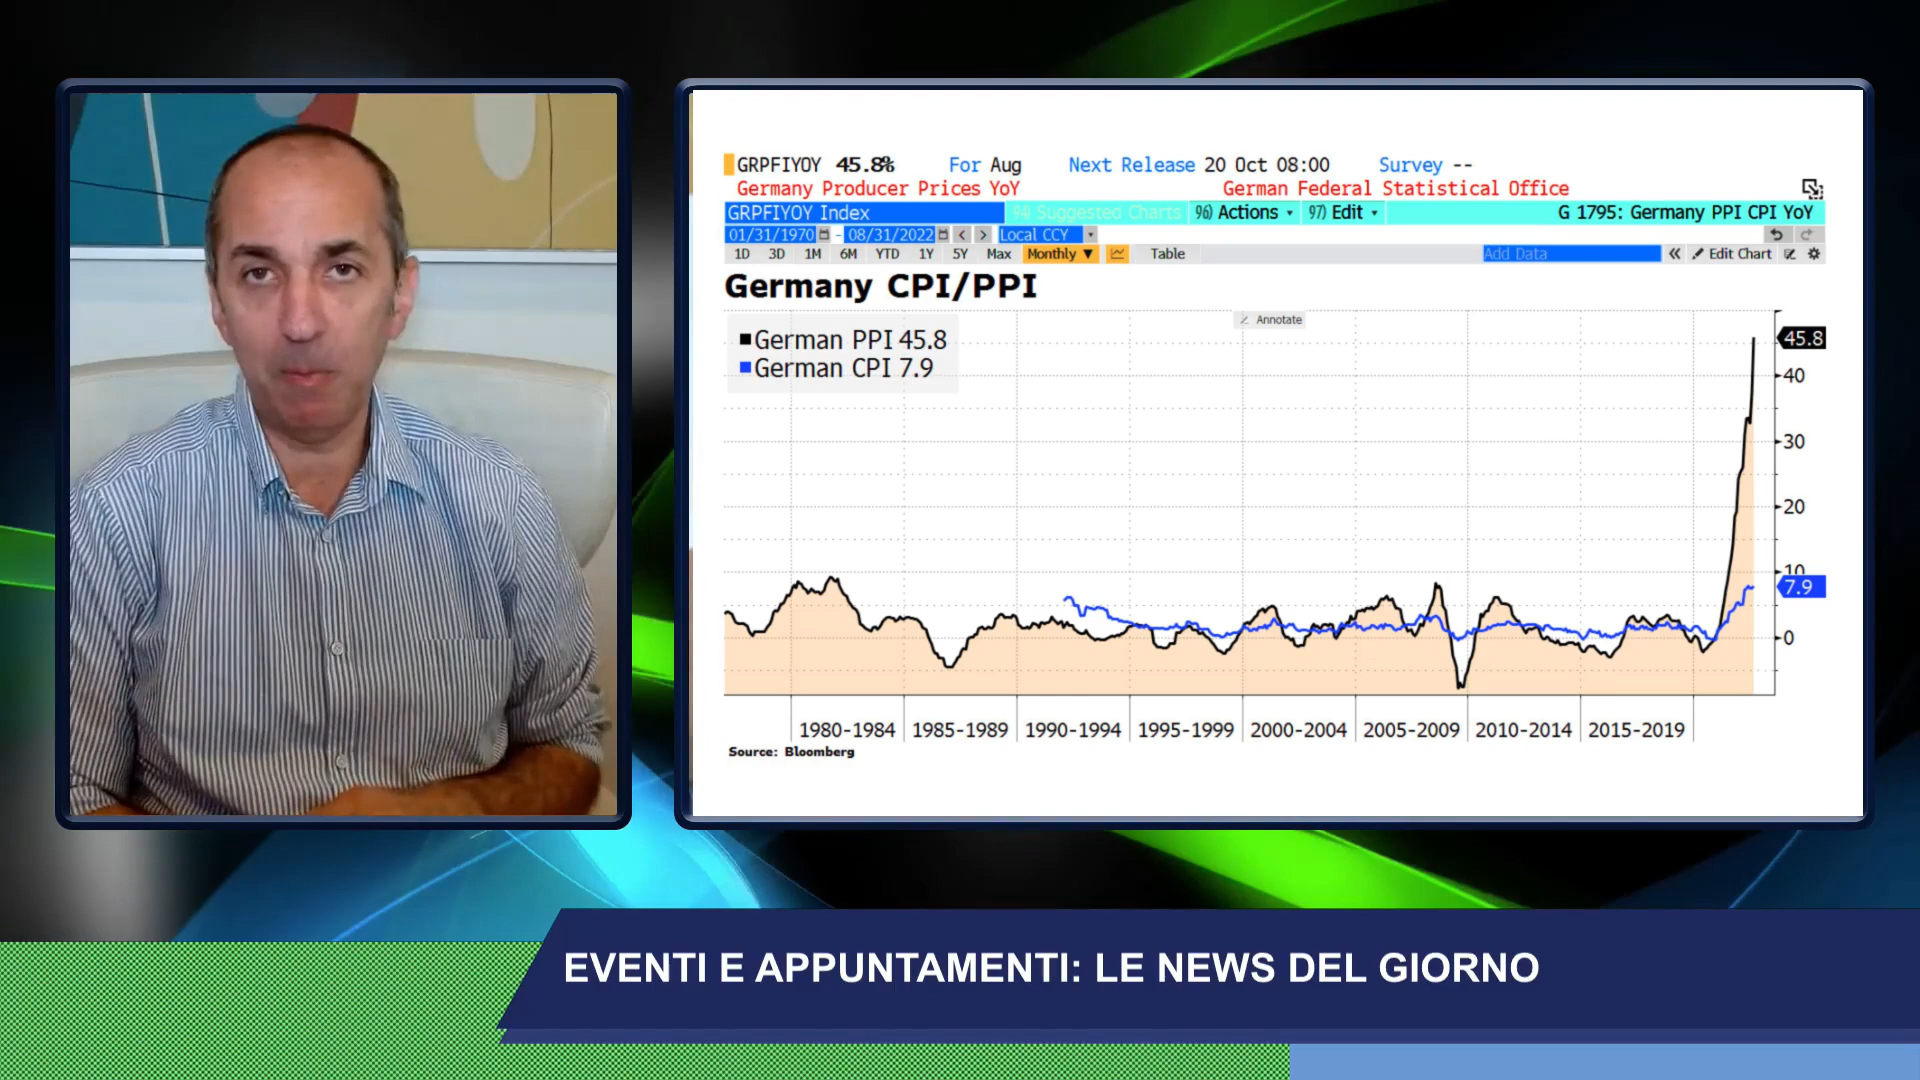 GRPFIYOY 45.8% For Aug Next Release 20 Oct 08:00 Survey --
Germany Producer Prices YoY German Federal Statistical Office
GRPFIYOY Index 94) Suggested Charts 96) Actions 97) Edit G 1795: Germany PPI CPI YoY
01/31/1970 - 08/31/2022 < > Local CCY
1D 3D 1M 6M YTD 1Y 5Y Max Monthly ▼ Table Add Data « Edit Chart
Germany CPI/PPI
Annotate
German PPI 45.8
German CPI 7.9
45.8
40
30
20
10
7.9
0
1980-1984 1985-1989 1990-1994 1995-1999 2000-2004 2005-2009 2010-2014 2015-2019
Source: Bloomberg
EVENTI E APPUNTAMENTI: LE NEWS DEL GIORNO